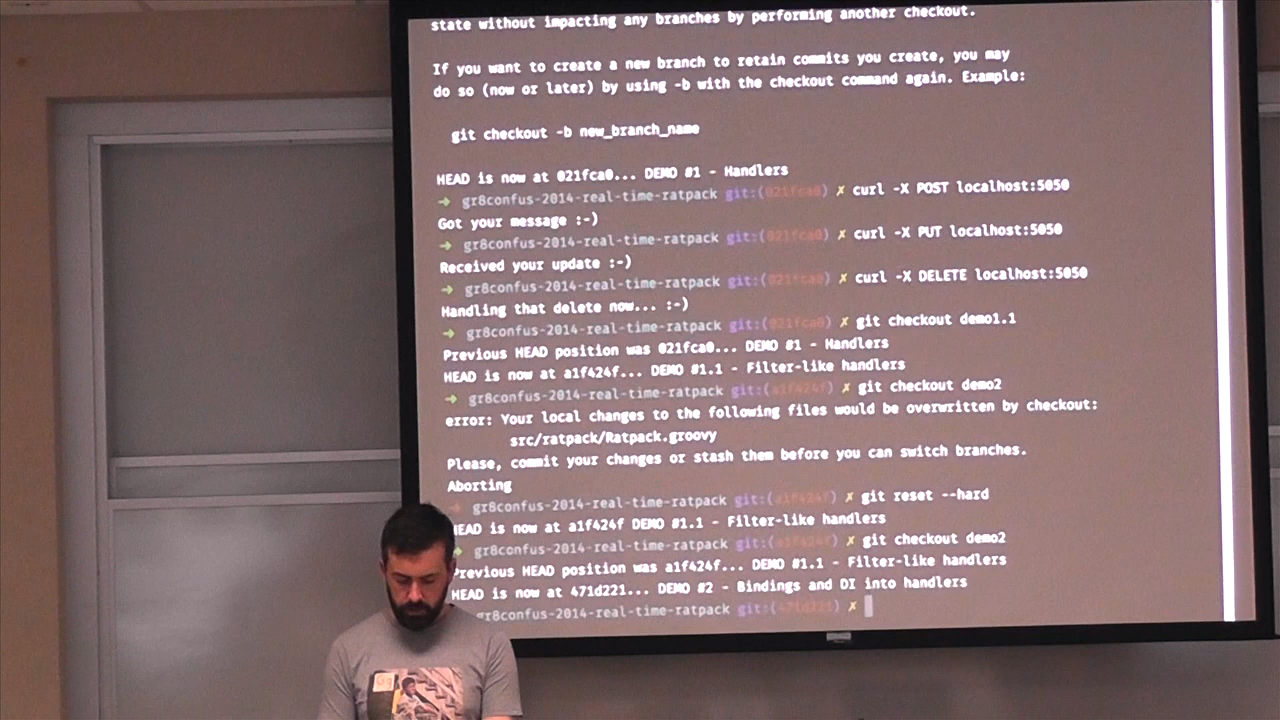 state without impacting any branches by performing another checkout.
If you want to create a new branch to retain commits you create, you may
do so (now or later) by using -b with the checkout command again. Example:
git checkout -b new_branch_name
HEAD is now at 021fca0... DEMO #1 - Handlers
➜ gr8confus-2014-real-time-ratpack git:(021fca0) ✗ curl -X POST localhost:5050
Got your message :-)
➜ gr8confus-2014-real-time-ratpack git:(021fca0) ✗ curl -X PUT localhost:5050
Received your update :-)
➜ gr8confus-2014-real-time-ratpack git:(021fca0) ✗ curl -X DELETE localhost:5050
Handling that delete now... :-)
➜ gr8confus-2014-real-time-ratpack git:(021fca0) ✗ git checkout demo1.1
Previous HEAD position was 021fca0... DEMO #1 - Handlers
HEAD is now at a1f424f... DEMO #1.1 - Filter-like handlers
➜ gr8confus-2014-real-time-ratpack git:(a1f424f) ✗ git checkout demo2
error: Your local changes to the following files would be overwritten by checkout:
src/ratpack/Ratpack.groovy
Please, commit your changes or stash them before you can switch branches.
Aborting
➜ gr8confus-2014-real-time-ratpack git:(a1f424f) ✗ git reset --hard
HEAD is now at a1f424f DEMO #1.1 - Filter-like handlers
➜ gr8confus-2014-real-time-ratpack git:(a1f424f) ✗ git checkout demo2
Previous HEAD position was a1f424f... DEMO #1.1 - Filter-like handlers
HEAD is now at 471d221... DEMO #2 - Bindings and DI into handlers
gr8confus-2014-real-time-ratpack git:(471d221) ✗